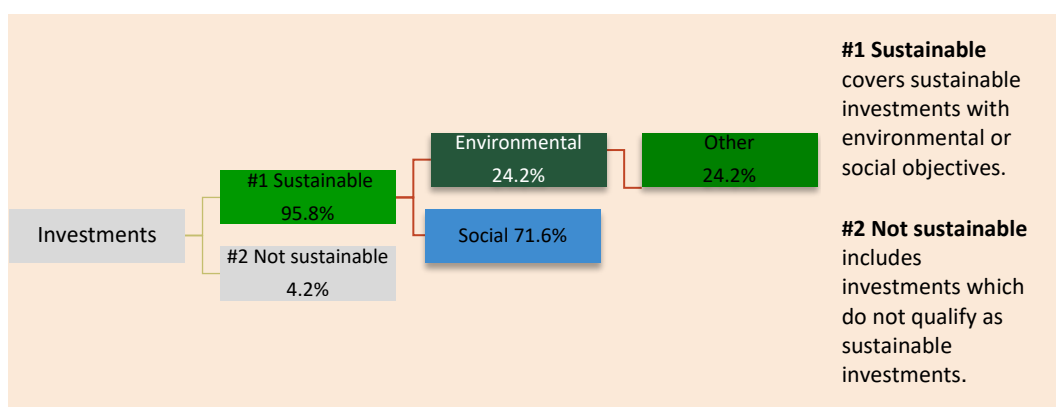 Investments
#1 Sustainable
95.8%
#2 Not sustainable
4.2%
Environmental
24.2%
Social 71.6%
Other
24.2%
#1 Sustainable
covers sustainable
investments with
environmental or
social objectives.
#2 Not sustainable
includes
investments which
do not qualify as
sustainable
investments.